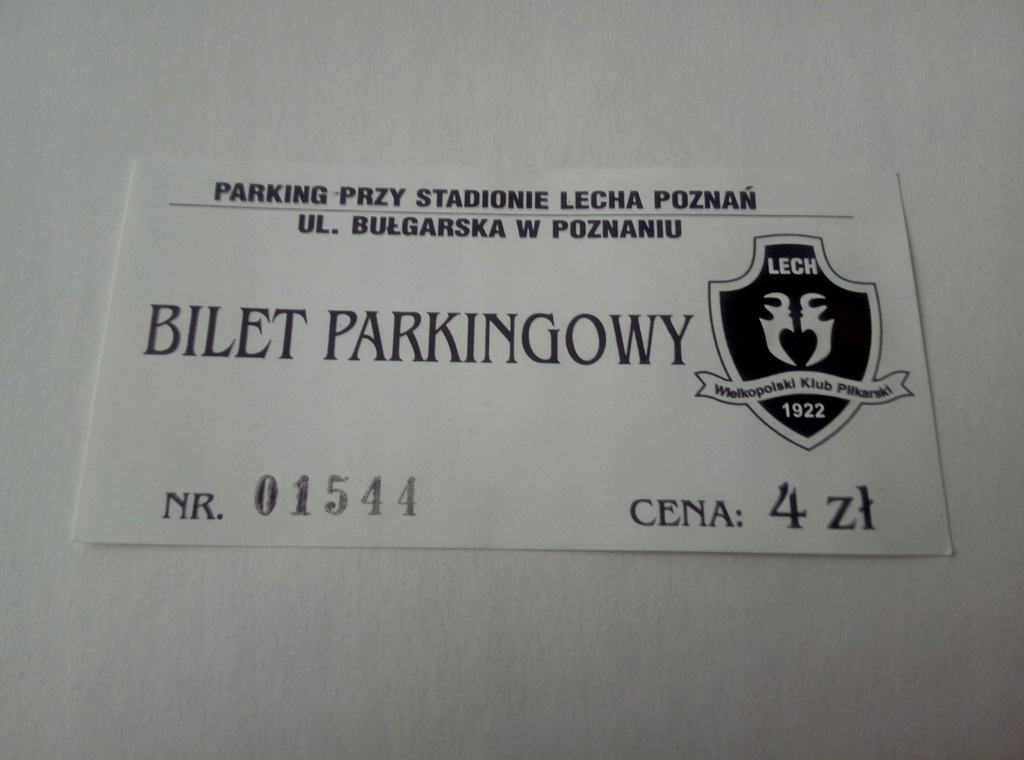 PARKING PRZY STADIONIE LECHA POZNAŃ
UL. BUŁGARSKA W POZNANIU
BILET PARKINGOWY
LECH
Wielkopolski Klub Piłkarski
1922
NR. 01544
CENA: 4 zł